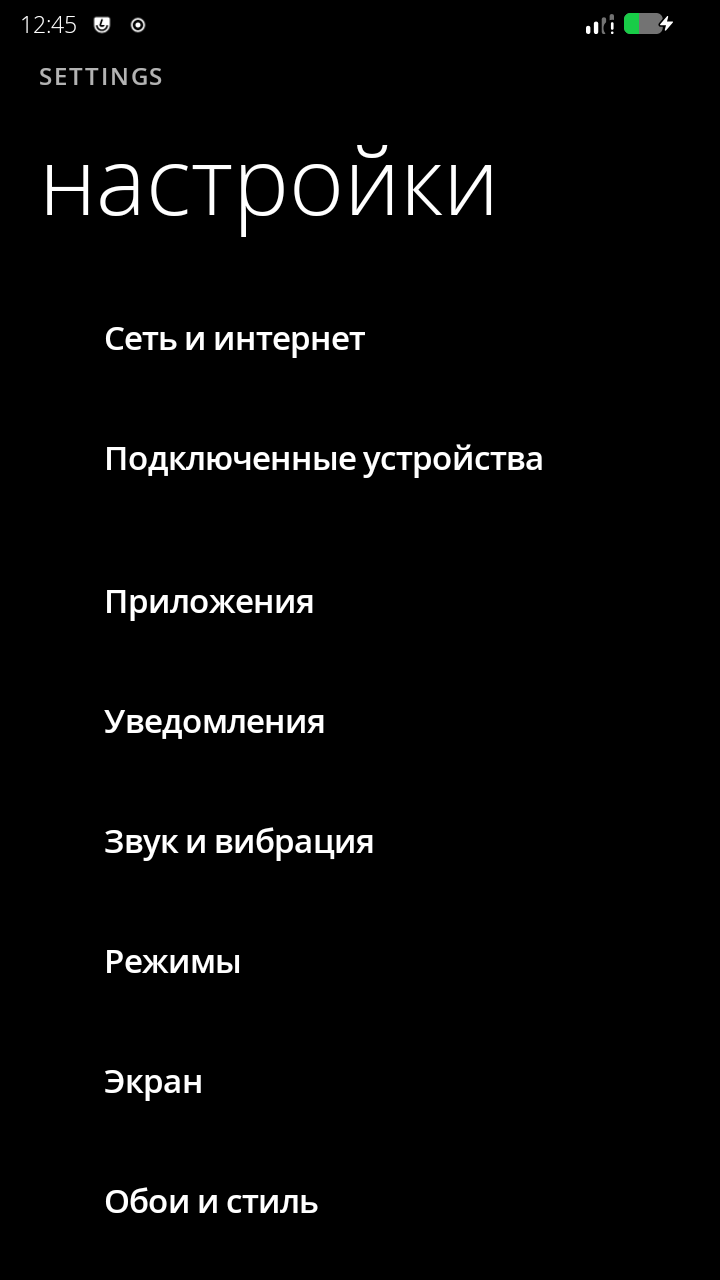 12:45
SETTINGS
настройки
Сеть и интернет
Подключенные устройства
Приложения
Уведомления
Звук и вибрация
Режимы
Экран
Обои и стиль